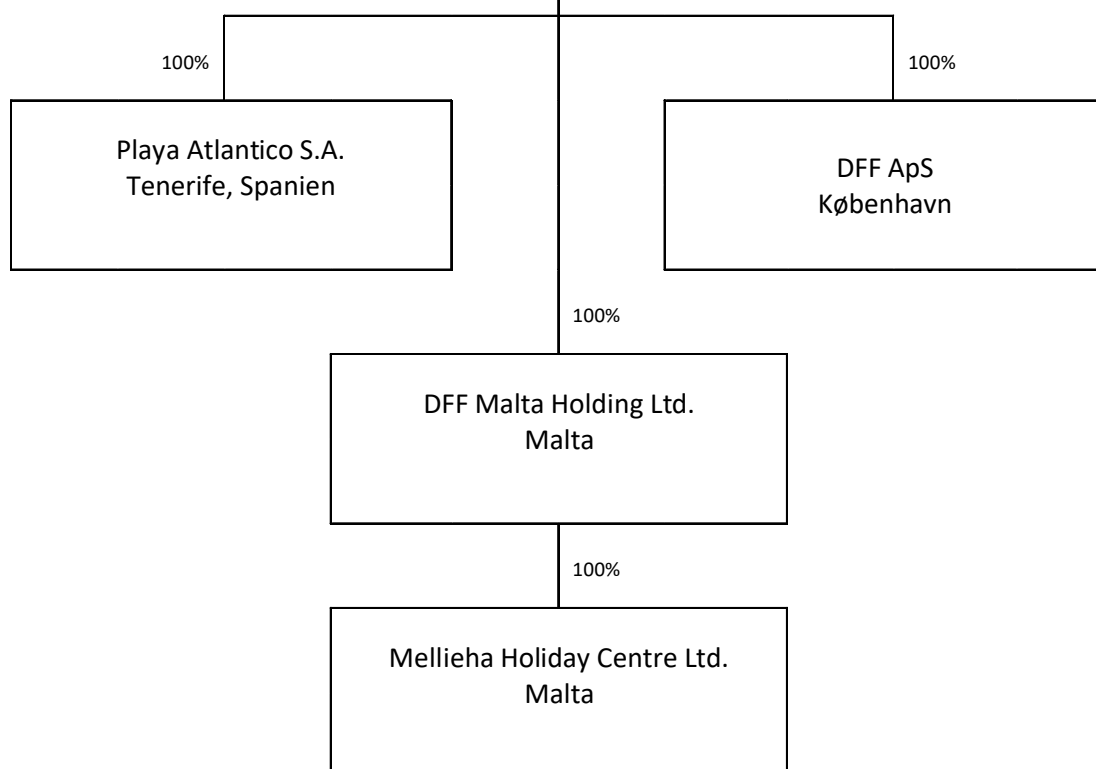 100%
100%
Playa Atlantico S.A.
Tenerife, Spanien
DFF ApS
København
100%
DFF Malta Holding Ltd.
Malta
100%
Mellieha Holiday Centre Ltd.
Malta